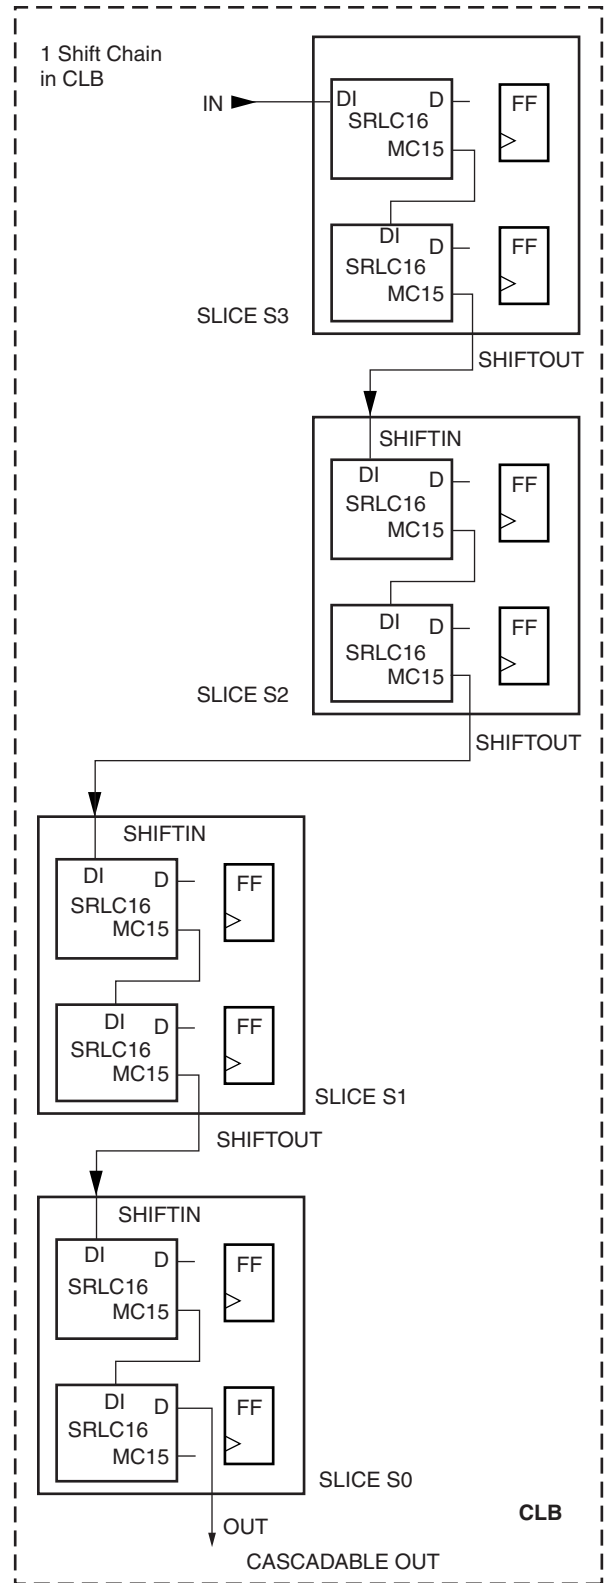 1 Shift Chain
in CLB
IN
DI
D
SRLC16
MC15
FF
DI
D
SRLC16
MC15
FF
SLICE S3
SHIFTOUT
SHIFTIN
DI
D
SRLC16
MC15
FF
DI
D
SRLC16
MC15
FF
SLICE S2
SHIFTOUT
SHIFTIN
DI
D
SRLC16
MC15
FF
DI
D
SRLC16
MC15
FF
SLICE S1
SHIFTOUT
SHIFTIN
DI
D
SRLC16
MC15
FF
DI
D
SRLC16
MC15
FF
SLICE S0
OUT
CLB
CASCADABLE OUT